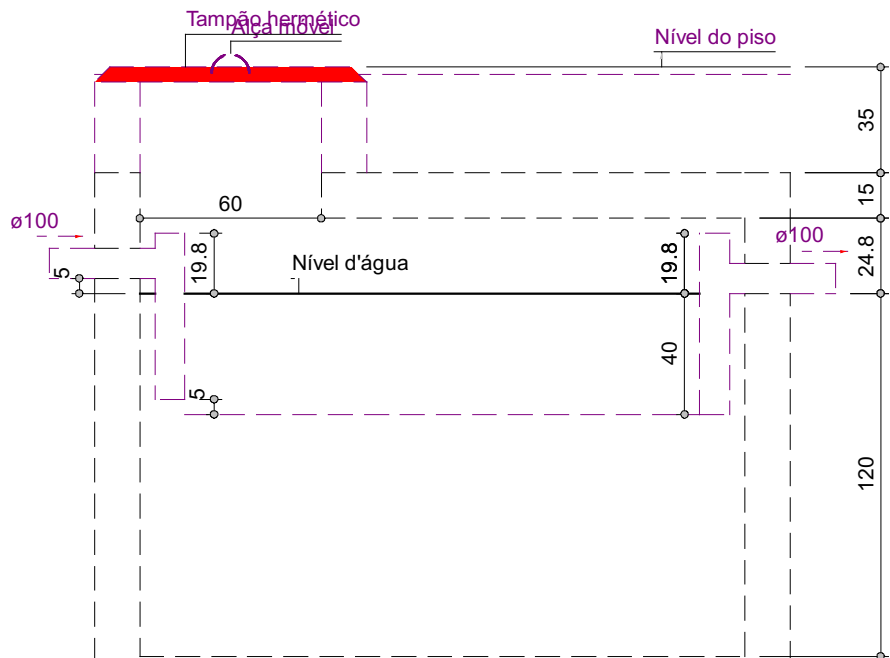 Tampão hermético
Alça móvel
Nível do piso
35
15
60
ø100
ø100
19.8
19.8
24.8
5
Nível d'água
40
5
120